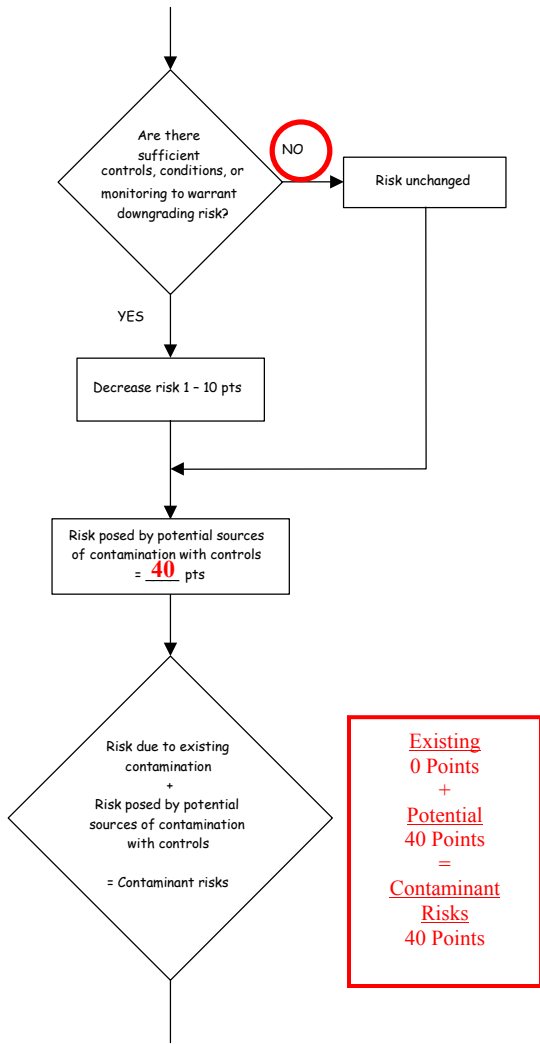 Are there
sufficient
controls, conditions, or
monitoring to warrant
downgrading risk?
NO
Risk unchanged
YES
Decrease risk 1 – 10 pts
Risk posed by potential sources
of contamination with controls
= 40 pts
Risk due to existing
contamination
+
Risk posed by potential
sources of contamination
with controls
= Contaminant risks
Existing
0 Points
+
Potential
40 Points
=
Contaminant
Risks
40 Points